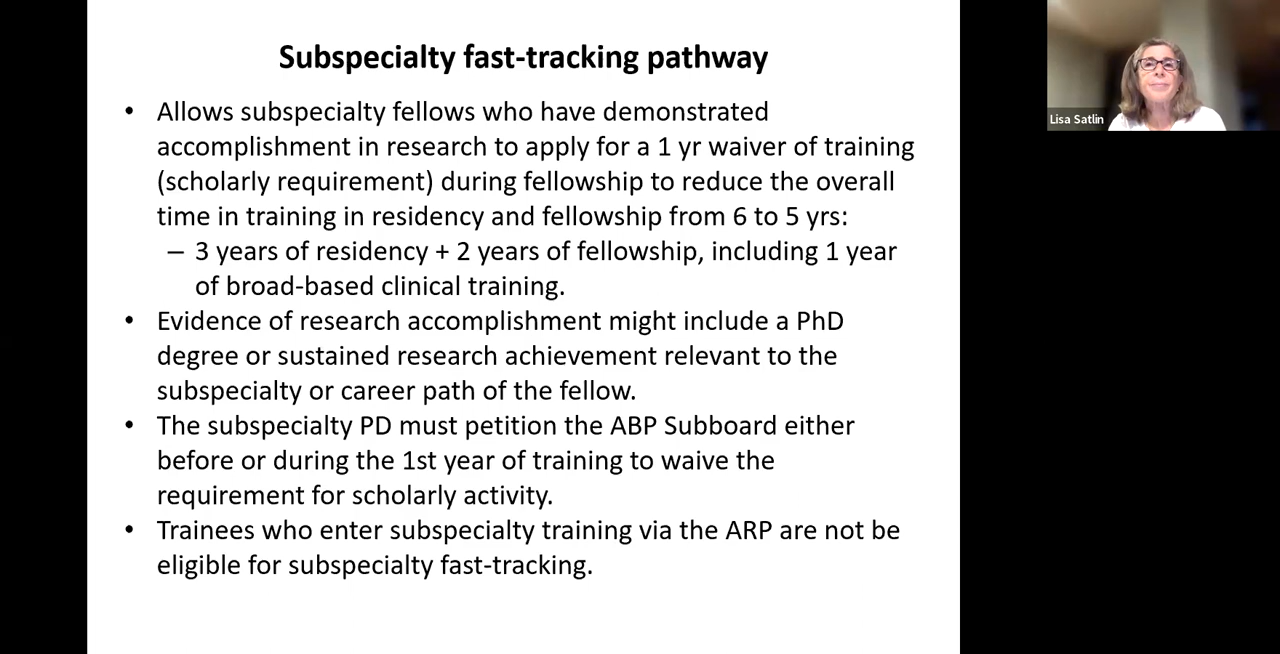 Subspecialty fast-tracking pathway
• Allows subspecialty fellows who have demonstrated
accomplishment in research to apply for a 1 yr waiver of training
(scholarly requirement) during fellowship to reduce the overall
time in training in residency and fellowship from 6 to 5 yrs:
– 3 years of residency + 2 years of fellowship, including 1 year
of broad-based clinical training.
• Evidence of research accomplishment might include a PhD
degree or sustained research achievement relevant to the
subspecialty or career path of the fellow.
• The subspecialty PD must petition the ABP Subboard either
before or during the 1st year of training to waive the
requirement for scholarly activity.
• Trainees who enter subspecialty training via the ARP are not be
eligible for subspecialty fast-tracking.
Lisa Satlin